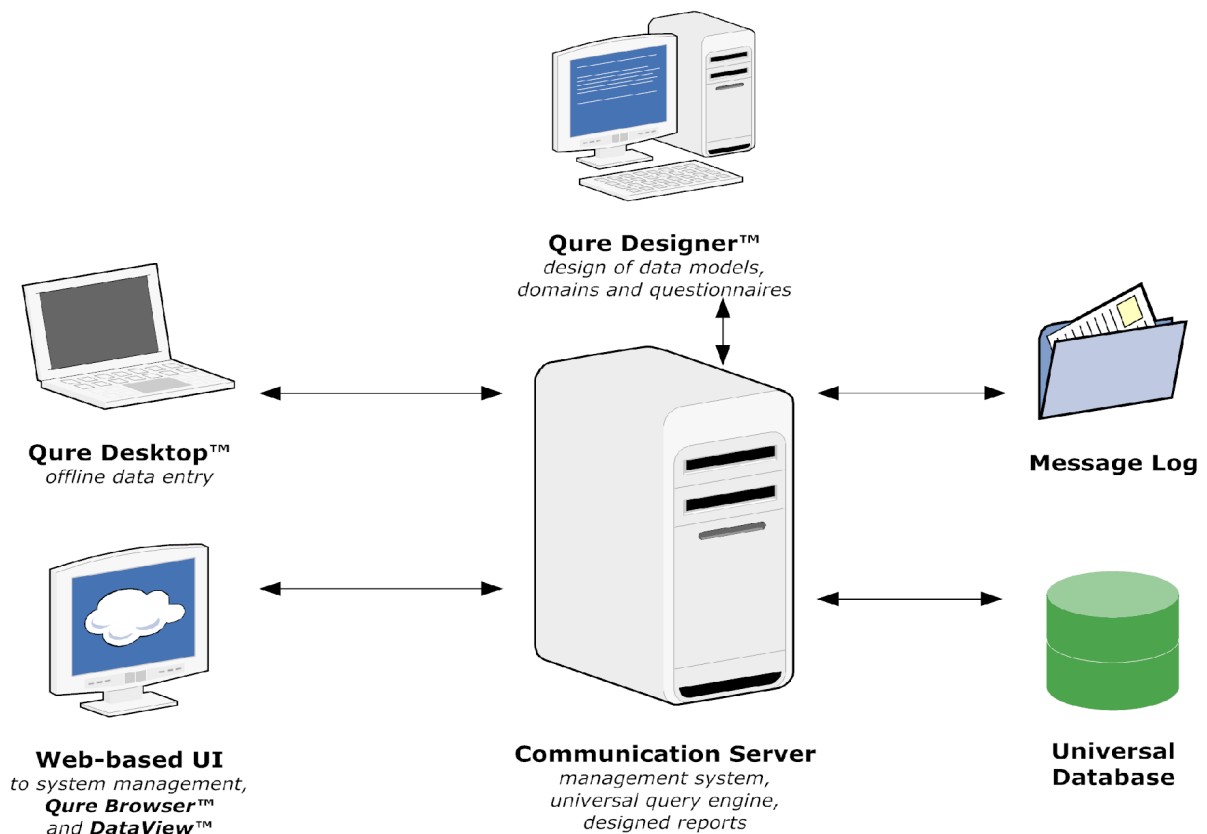 Qure Designer™
design of data models,
domains and questionnaires
Qure Desktop™
offline data entry
Message Log
Web-based UI
to system management,
Qure Browser™
and DataView™
Communication Server
management system,
universal query engine,
designed reports
Universal
Database